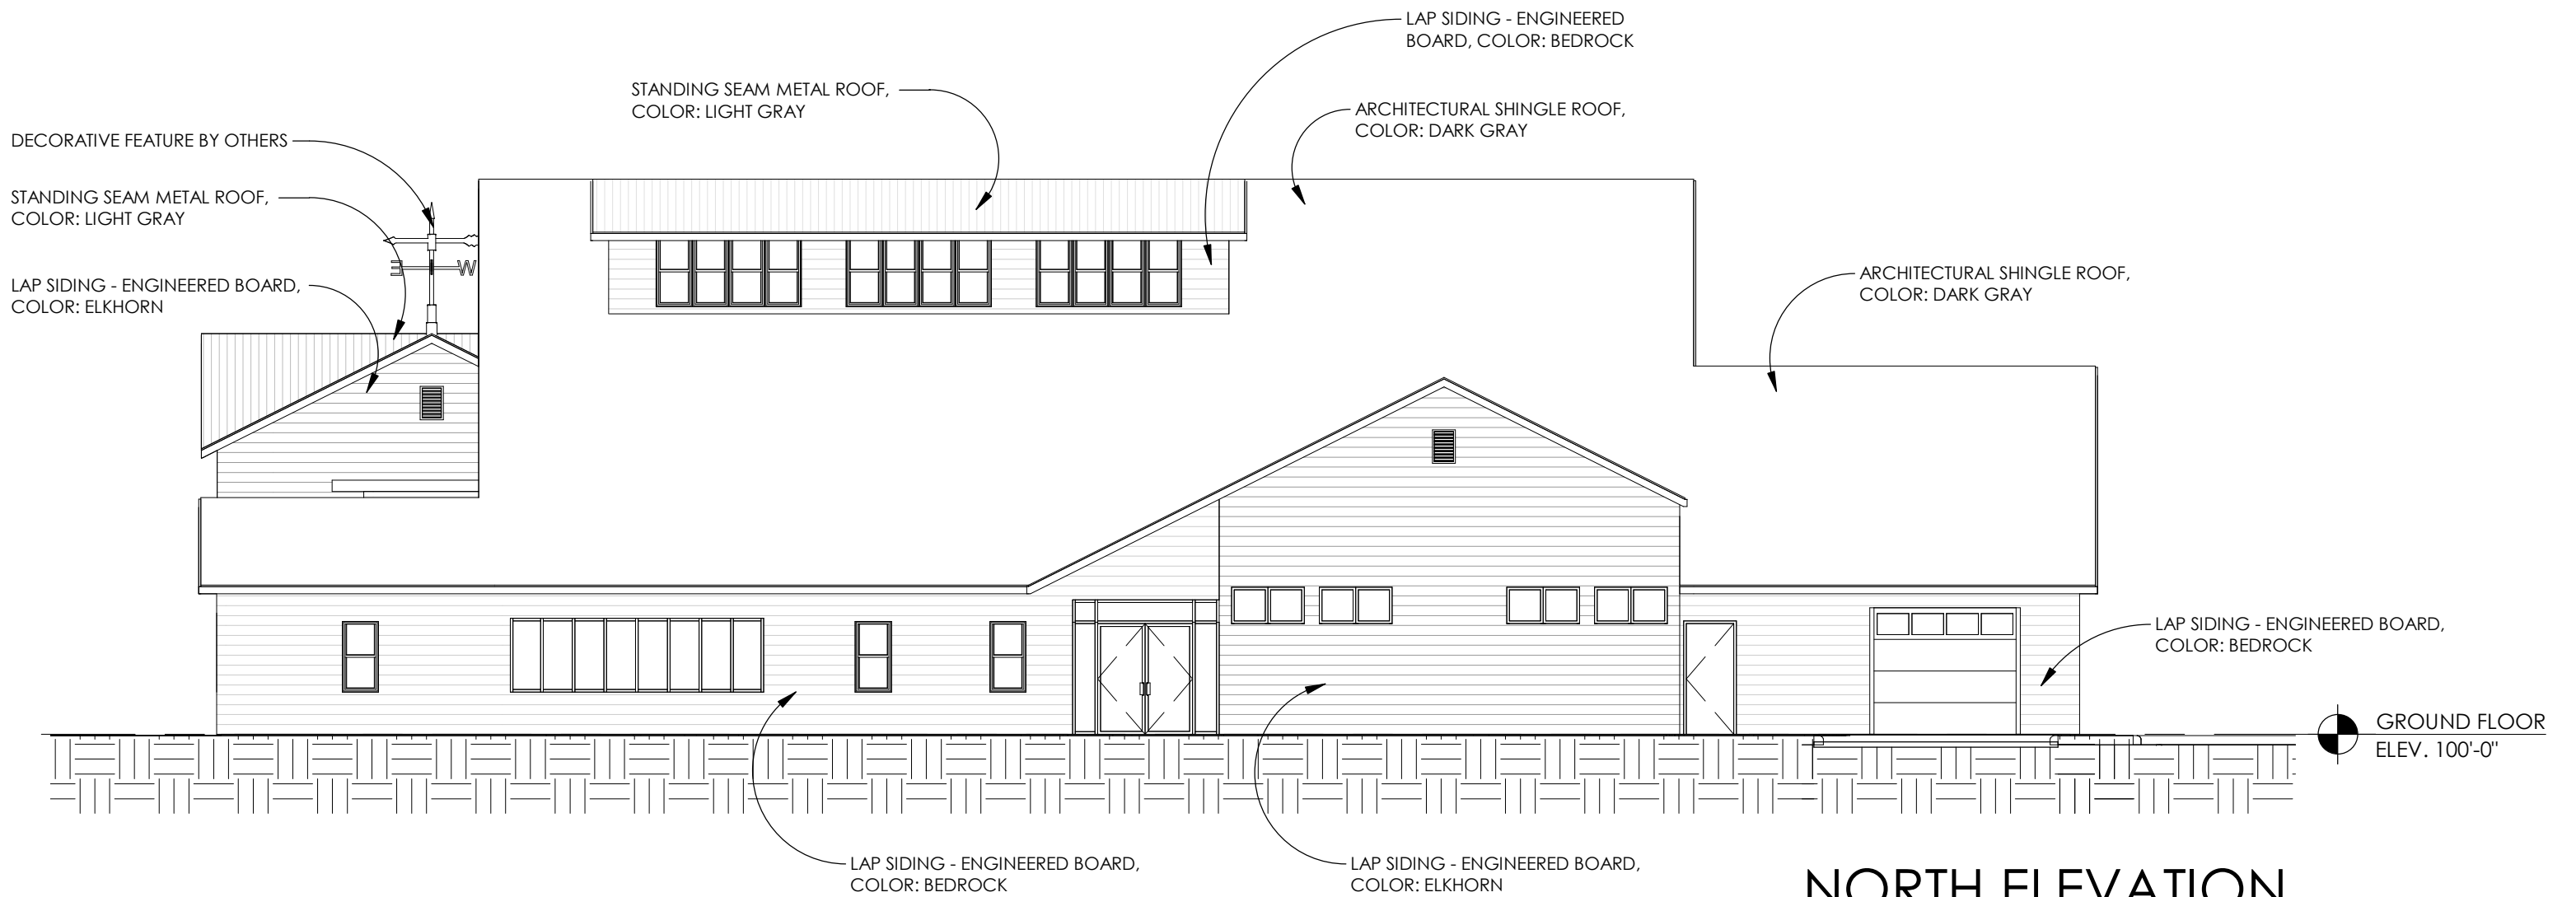 LAP SIDING - ENGINEERED
BOARD, COLOR: BEDROCK
STANDING SEAM METAL ROOF,
COLOR: LIGHT GRAY
ARCHITECTURAL SHINGLE ROOF,
COLOR: DARK GRAY
DECORATIVE FEATURE BY OTHERS
STANDING SEAM METAL ROOF,
COLOR: LIGHT GRAY
E W
LAP SIDING - ENGINEERED BOARD,
COLOR: ELKHORN
ARCHITECTURAL SHINGLE ROOF,
COLOR: DARK GRAY
LAP SIDING - ENGINEERED BOARD,
COLOR: BEDROCK
GROUND FLOOR
ELEV. 100'-0"
LAP SIDING - ENGINEERED BOARD,
COLOR: BEDROCK
LAP SIDING - ENGINEERED BOARD,
COLOR: ELKHORN
NORTH ELEVATION